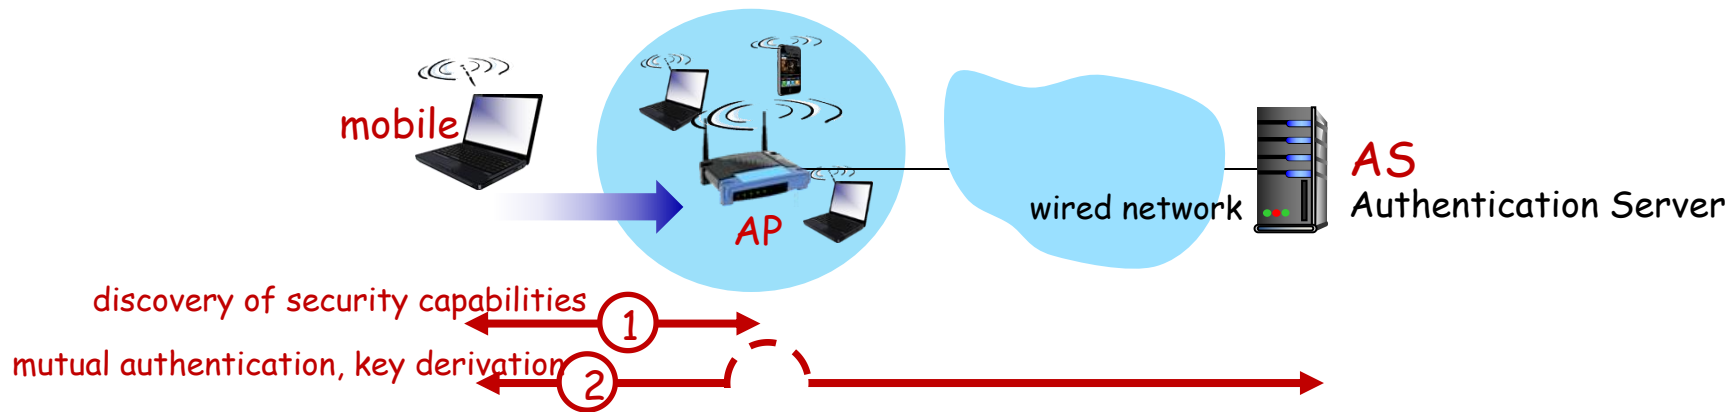 mobile
AP
wired network
AS
Authentication Server
discovery of security capabilities
1
mutual authentication, key derivation
2